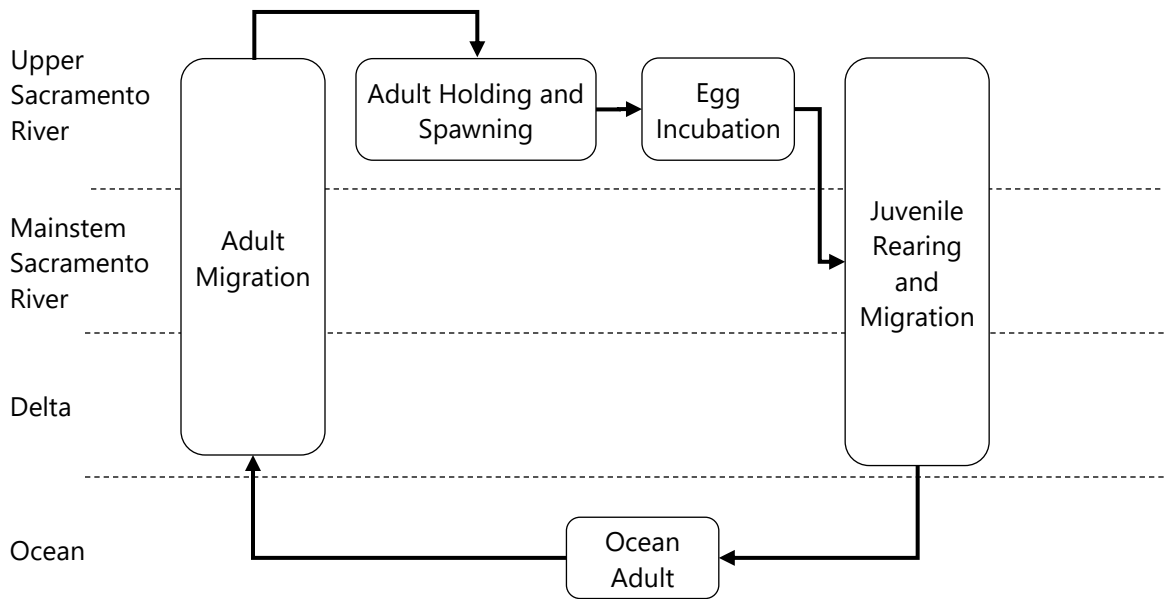 Upper
Sacramento
River
Adult Holding and
Spawning
Egg
Incubation
Mainstem
Sacramento
River
Adult
Migration
Juvenile
Rearing
and
Migration
Delta
Ocean
Ocean
Adult